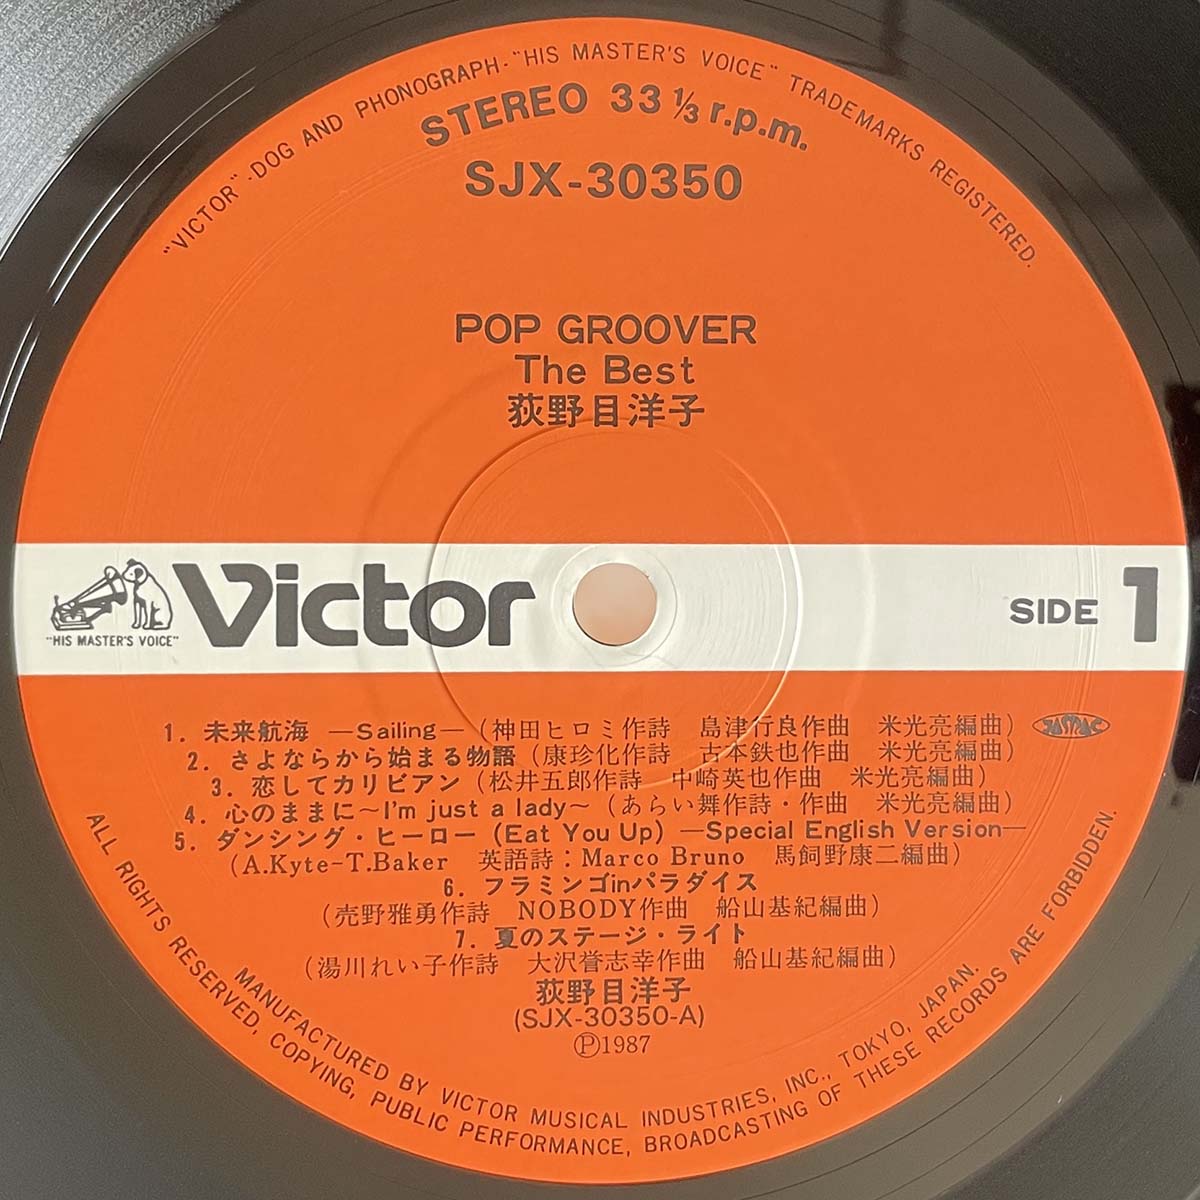 "VICTOR"-DOG AND PHONOGRAPH-"HIS MASTER'S VOICE" TRADEMARKS REGISTERED.
STEREO 33 1/3 r.p.m.
SJX-30350
POP GROOVER
The Best
荻野目洋子
"HIS MASTER'S VOICE"
Victor
SIDE 1
1. 未来航海 —Sailing—(神田ヒロミ作詩 島津行良作曲 米光亮編曲) JASRAC
2. さよならから始まる物語(康珍化作詩 古本鉄也作曲 米光亮編曲)
3. 恋してカリビアン(松井五郎作詩 中崎英也作曲 米光亮編曲)
4. 心のままに〜I'm just a lady〜(あらい舞作詩・作曲 米光亮編曲)
5. ダンシング・ヒーロー (Eat You Up) —Special English Version—
(A.Kyte-T.Baker 英語詩:Marco Bruno 馬飼野康二編曲)
6. フラミンゴinパラダイス
(売野雅勇作詩 NOBODY作曲 船山基紀編曲)
7. 夏のステージ・ライト
(湯川れい子作詩 大沢誉志幸作曲 船山基紀編曲)
荻野目洋子
(SJX-30350-A)
Ⓟ1987
MANUFACTURED BY VICTOR MUSICAL INDUSTRIES, INC., TOKYO, JAPAN.
ALL RIGHTS RESERVED, COPYING, PUBLIC PERFORMANCE, BROADCASTING OF THESE RECORDS ARE FORBIDDEN.